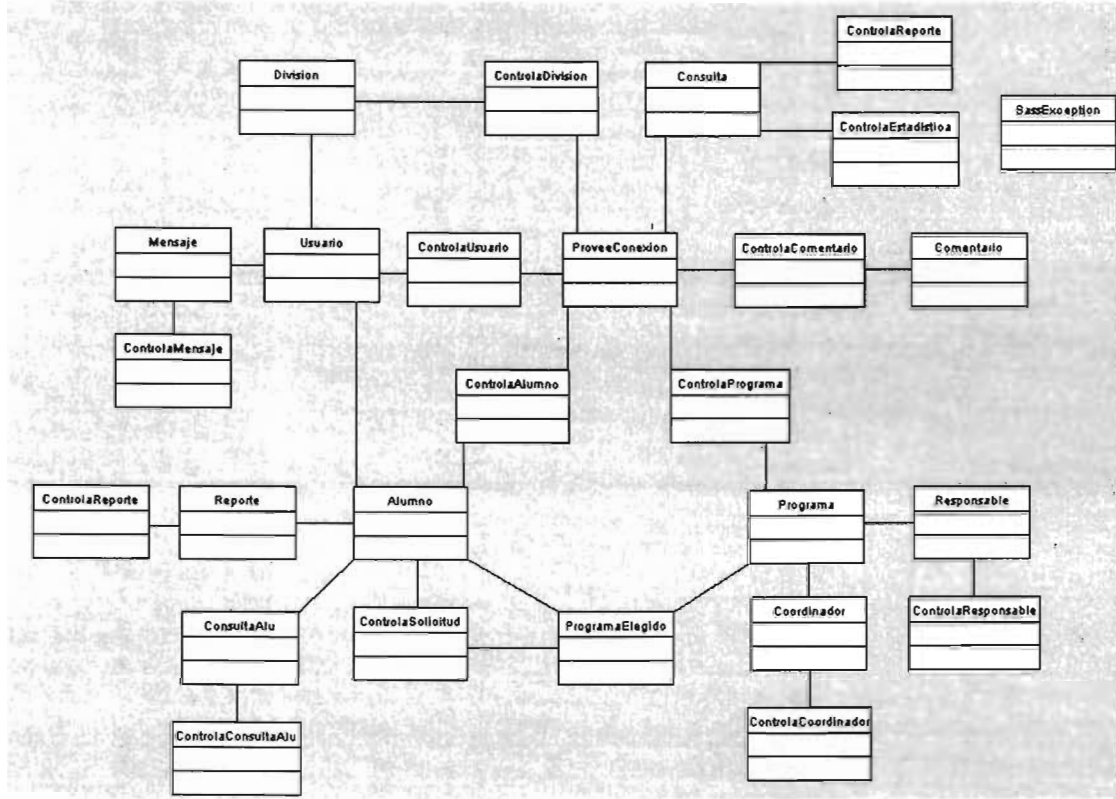 ControlaReporte
Division
ControlaDivision
Consulta
SassException
ControlaEstadistica
Mensaje
Usuario
ControlaUsuario
ProveeConexion
ControlaComentario
Comentario
ControlaMensaje
ControlaAlumno
ControlaPrograma
ControlaReporte
Reporte
Alumno
Programa
Responsable
ConsultaAlu
ControlaSolicitud
ProgramaElegido
Coordinador
ControlaResponsable
ControlaConsultaAlu
ControlaCoordinador